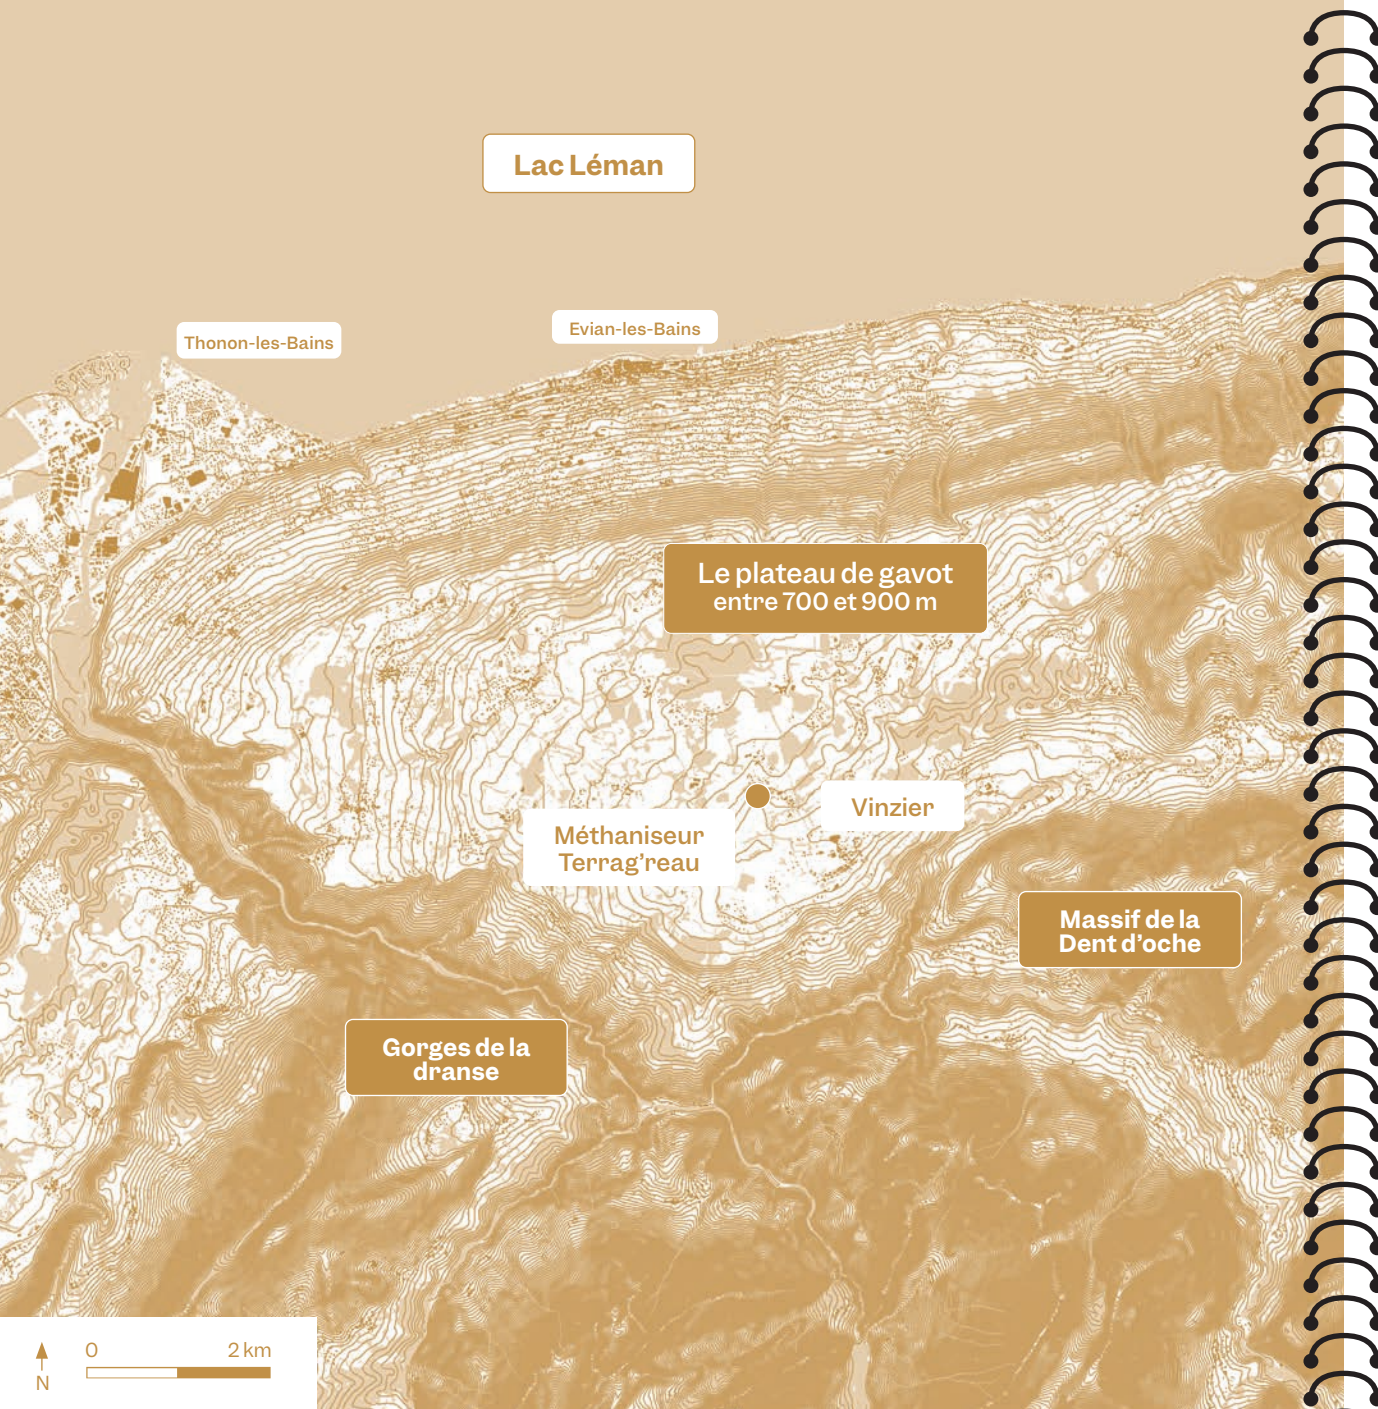 Lac Léman
Thonon-les-Bains
Evian-les-Bains
Le plateau de gavot
entre 700 et 900 m
Vinzier
Méthaniseur
Terrag’reau
Massif de la
Dent d’oche
Gorges de la
dranse
0
2 km
N